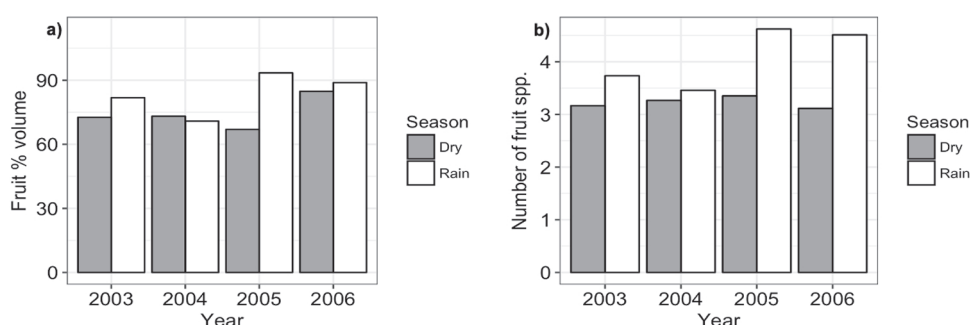 a)
Fruit % volume
90
60
30
0
2003 2004 2005 2006
Year
Season
Dry
Rain
b)
Number of fruit spp.
4
3
2
1
0
2003 2004 2005 2006
Year
Season
Dry
Rain